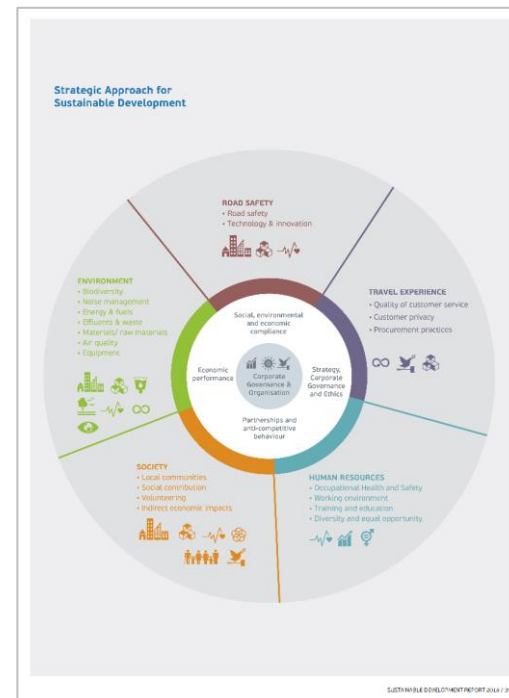 Strategic Approach for
Sustainable Development
ROAD SAFETY
• Road safety
• Technology & innovation
ENVIRONMENT
• Biodiversity
• Noise management
• Energy & fuels
• Effluents & waste
• Materials/ raw materials
• Air quality
• Equipment
TRAVEL EXPERIENCE
• Quality of customer service
• Customer privacy
• Procurement practices
Social, environmental
and economic
compliance
Economic
performance
Corporate
Governance &
Organisation
Strategy,
Corporate
Governance
and Ethics
Partnerships and
anti-competitive
behaviour
SOCIETY
• Local communities
• Social contribution
• Volunteering
• Indirect economic impacts
HUMAN RESOURCES
• Occupational Health and Safety
• Working environment
• Training and education
• Diversity and equal opportunity
SUSTAINABLE DEVELOPMENT REPORT